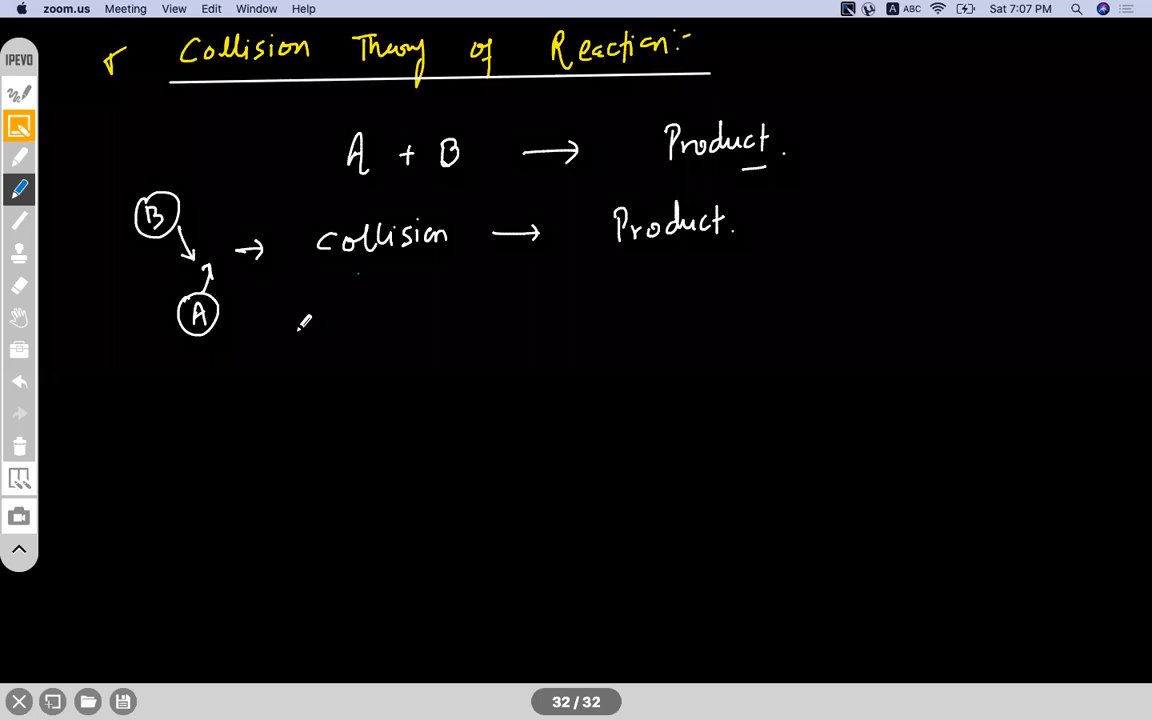 zoom.us Meeting View Edit Window Help A ABC Sat 7:07 PM
IPEVO
Collision Theory of Reaction:-
A + B → Product.
B
→ Collision → Product.
A
32 / 32